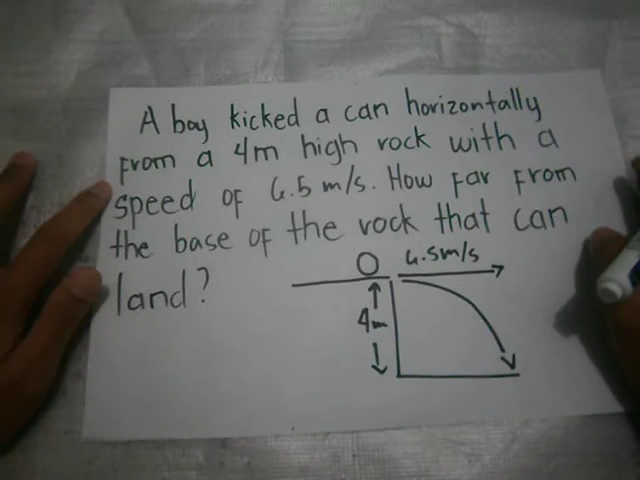 A boy kicked a can horizontally
from a 4m high rock with a
speed of 6.5 m/s. How far from
the base of the rock that can
land?
6.5m/s
4m